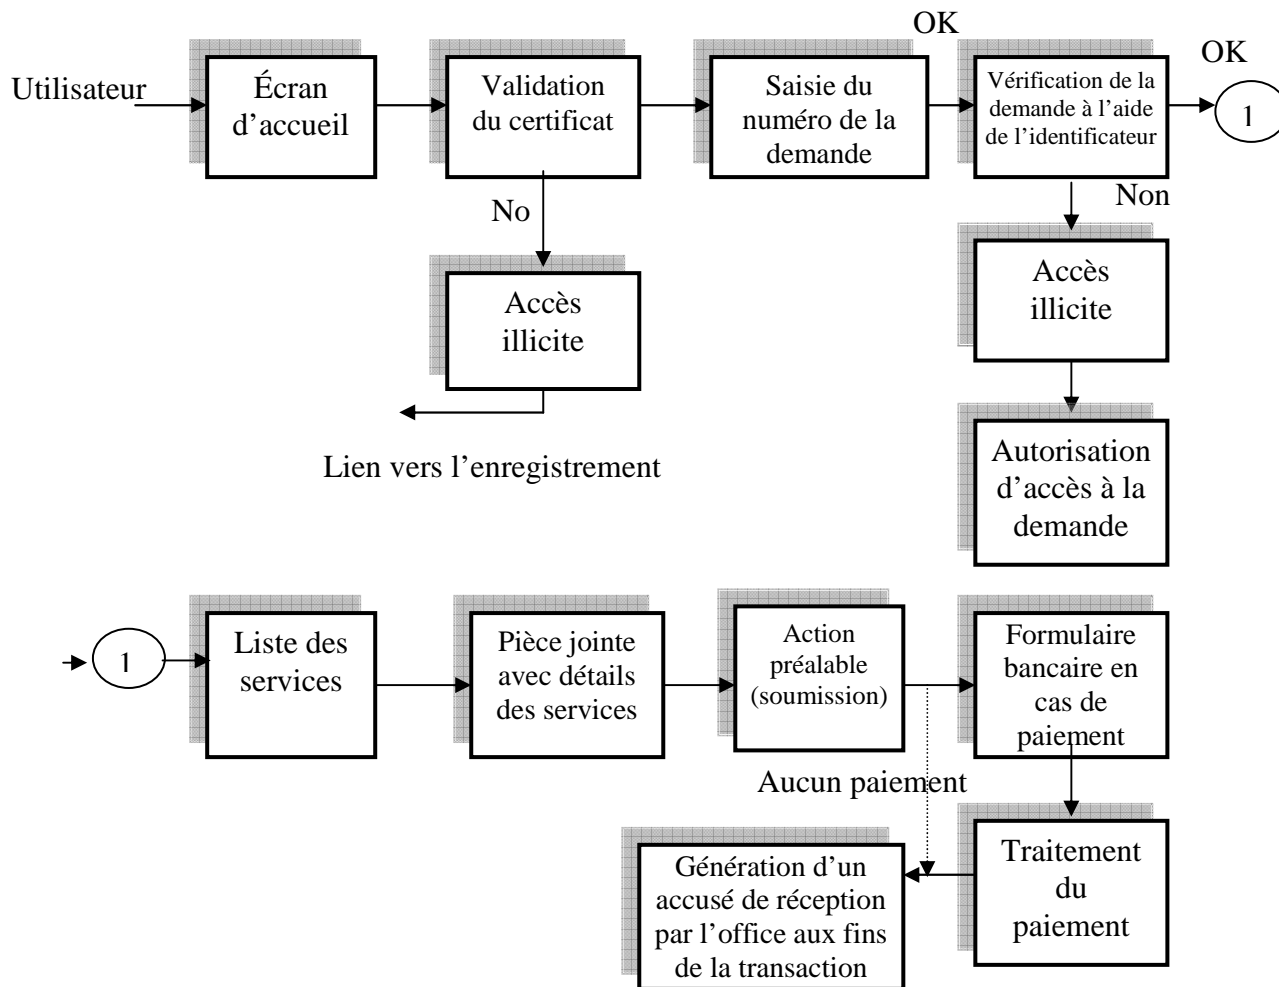 OK
OK
Utilisateur
Écran
d’accueil
Validation
du certificat
Saisie du
numéro de la
demande
Vérification de la
demande à l’aide
de l’identificateur
1
No
Non
Accès
illicite
Accès
illicite
Lien vers l’enregistrement
Autorisation
d’accès à la
demande
1
Liste des
services
Pièce jointe
avec détails
des services
Action
préalable
(soumission)
Formulaire
bancaire en
cas de
paiement
Aucun paiement
Traitement
du
paiement
Génération d’un
accusé de réception
par l’office aux fins
de la transaction